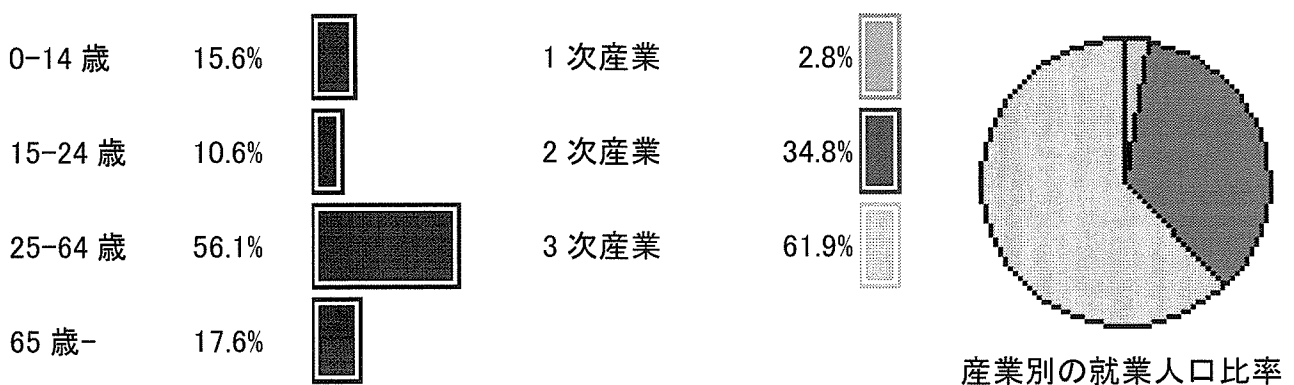 0-14 歳 15.6% 1 次産業 2.8%
15-24 歳 10.6% 2 次産業 34.8%
25-64 歳 56.1% 3 次産業 61.9%
65 歳- 17.6%
産業別の就業人口比率